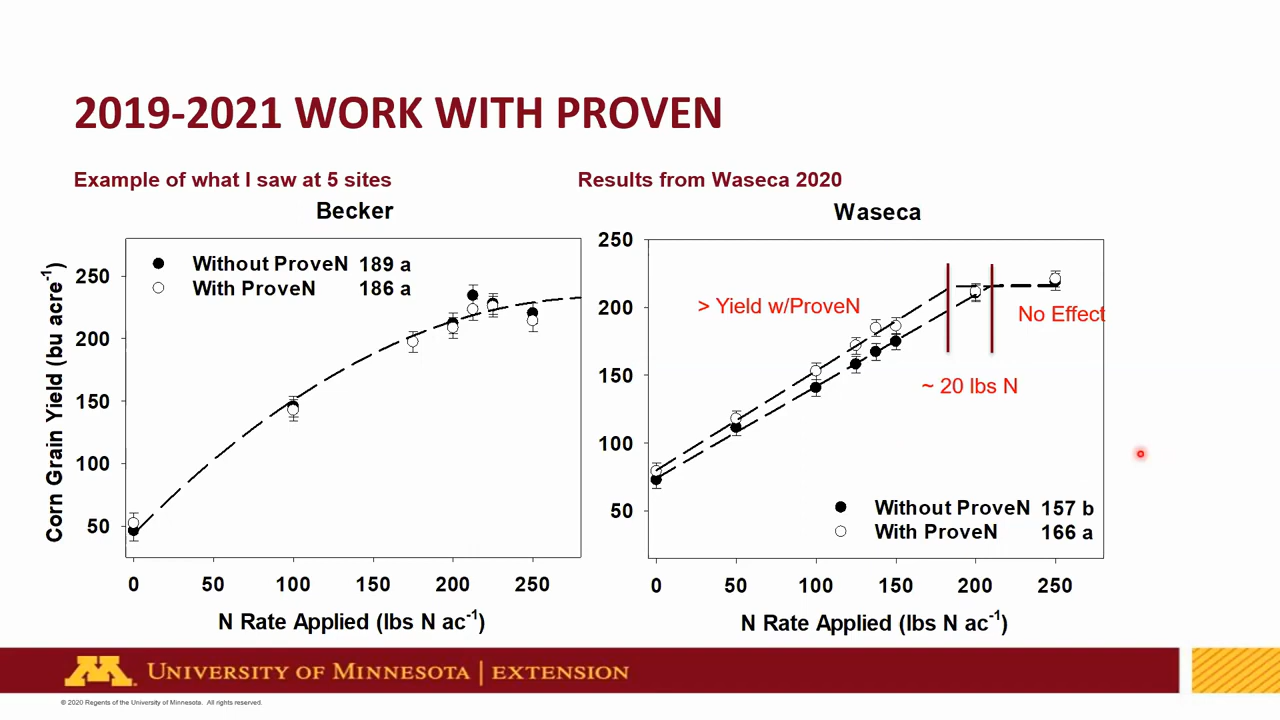 2019-2021 WORK WITH PROVEN
Example of what I saw at 5 sites
Results from Waseca 2020
Becker
Without ProveN 189 a
With ProveN 186 a
Corn Grain Yield (bu acre⁻¹)
250
200
150
100
50
0 50 100 150 200 250
N Rate Applied (lbs N ac⁻¹)
Waseca
250
200
150
100
50
> Yield w/ProveN
No Effect
~ 20 lbs N
Without ProveN 157 b
With ProveN 166 a
0 50 100 150 200 250
N Rate Applied (lbs N ac⁻¹)
M UNIVERSITY OF MINNESOTA | EXTENSION
© 2020 Regents of the University of Minnesota. All rights reserved.